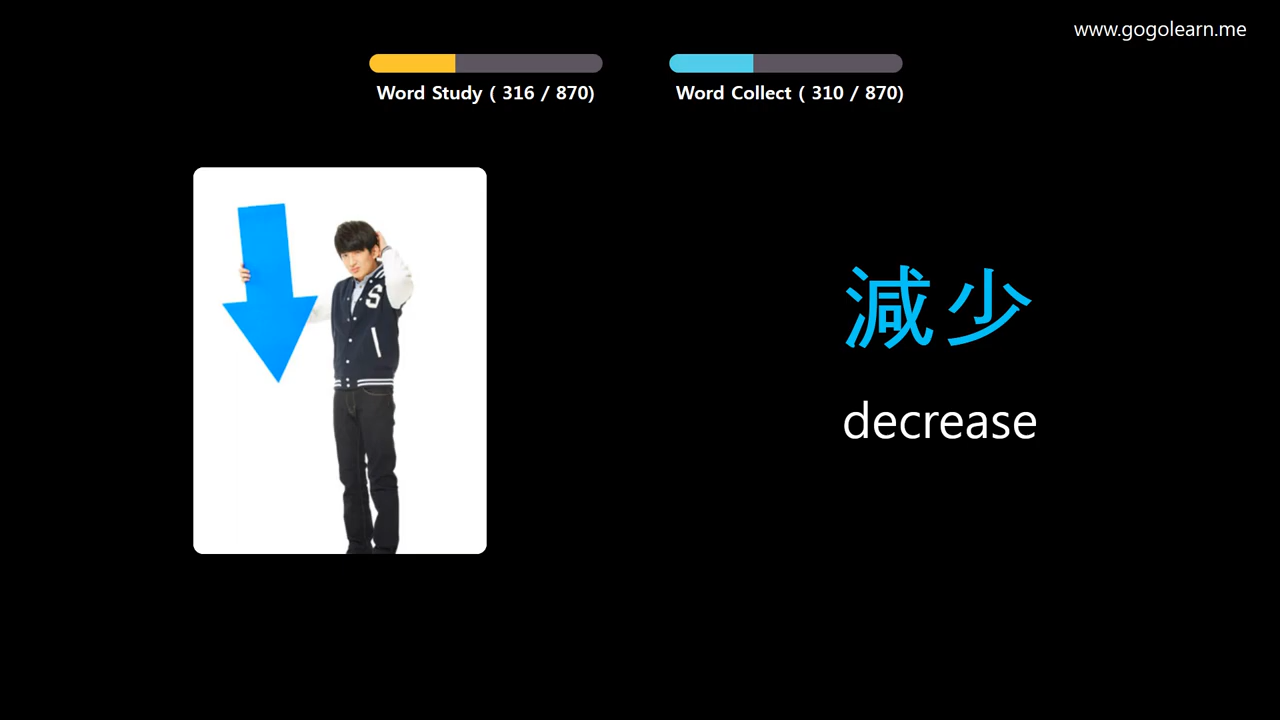 www.gogolearn.me
Word Study ( 316 / 870)
Word Collect ( 310 / 870)
S
減少
decrease